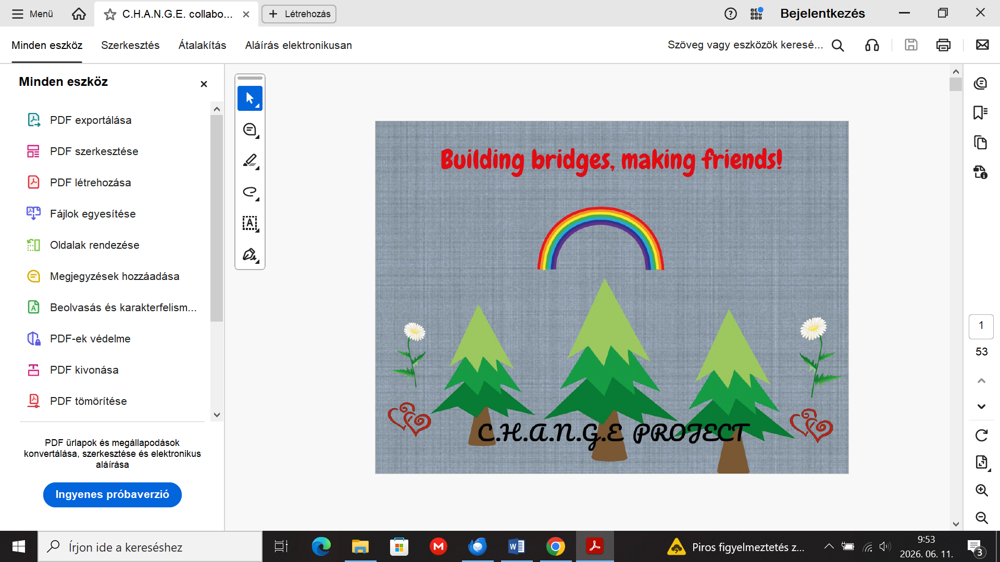 Menü
C.H.A.N.G.E. collabo...
Létrehozás
Bejelentkezés
Minden eszköz
Szerkesztés
Átalakítás
Aláírás elektronikusan
Szöveg vagy eszközök keresé...
Minden eszköz
PDF exportálása
PDF szerkesztése
PDF létrehozása
Fájlok egyesítése
Oldalak rendezése
Megjegyzések hozzáadása
Beolvasás és karakterfelism...
PDF-ek védelme
PDF kivonása
PDF tömörítése
PDF űrlapok és megállapodások
konvertálása, szerkesztése és elektronikus
aláírása
Ingyenes próbaverzió
Building bridges, making friends!
C.H.A.N.G.E PROJECT
1
53
Írjon ide a kereséshez
Piros figyelmeztetés z...
9:53
2026. 06. 11.
3